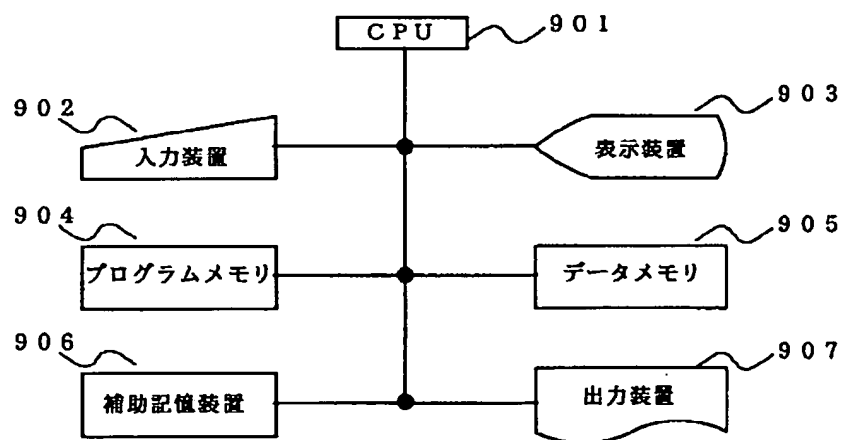 CPU
901
902
903
入力装置
表示装置
904
905
プログラムメモリ
データメモリ
906
907
補助記憶装置
出力装置